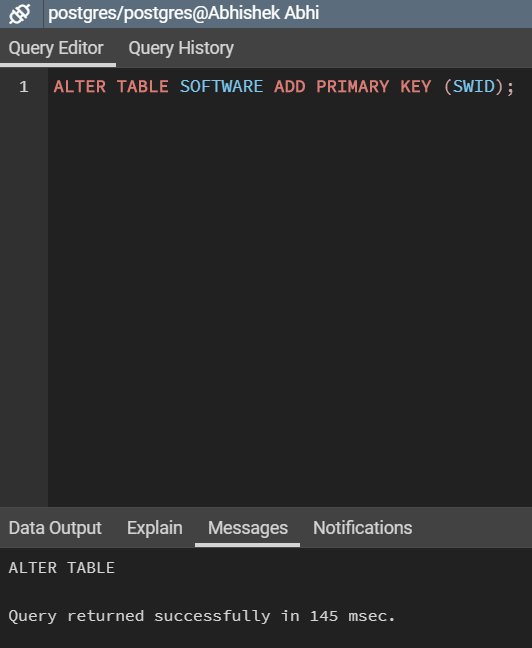 postgres/postgres@Abhishek Abhi
Query Editor Query History
1 ALTER TABLE SOFTWARE ADD PRIMARY KEY (SWID);
Data Output Explain Messages Notifications
ALTER TABLE
Query returned successfully in 145 msec.